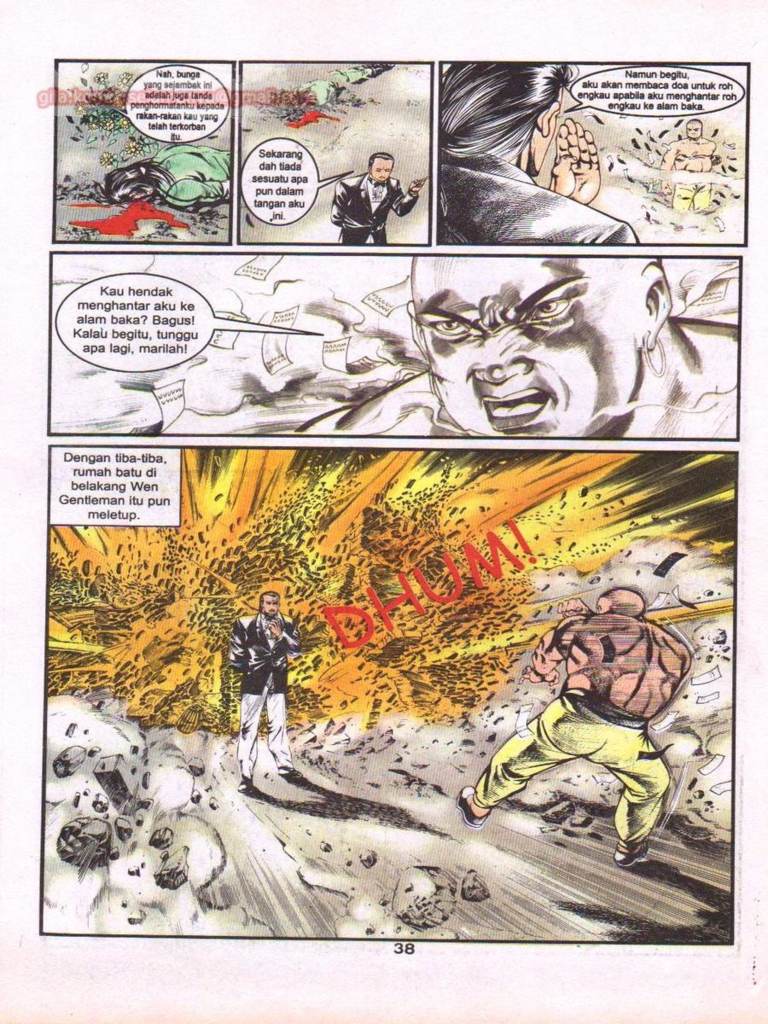 Nah, bunga
yang sejambak ini
adalah juga tanda
penghormatanku kepada
rakan-rakan kau yang
telah terkorban
itu.
Sekarang
dah tiada
sesuatu apa
pun dalam
tangan aku
ini.
Namun begitu,
aku akan membaca doa untuk roh
engkau apabila aku menghantar roh
engkau ke alam baka.
Kau hendak
menghantar aku ke
alam baka? Bagus!
Kalau begitu, tunggu
apa lagi, marilah!
Dengan tiba-tiba,
rumah batu di
belakang Wen
Gentleman itu pun
meletup.
DHUM!
38